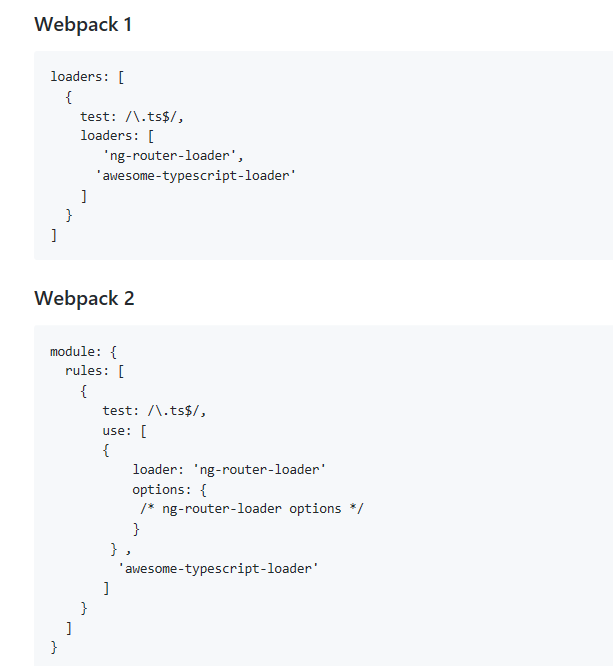 Webpack 1
loaders: [
  {
    test: /\.ts$/,
    loaders: [
       'ng-router-loader',
      'awesome-typescript-loader'
    ]
  }
]
Webpack 2
module: {
  rules: [
    {
       test: /\.ts$/,
       use: [
       {
           loader: 'ng-router-loader'
           options: {
            /* ng-router-loader options */
           }
        } ,
         'awesome-typescript-loader'
       ]
    }
  ]
}